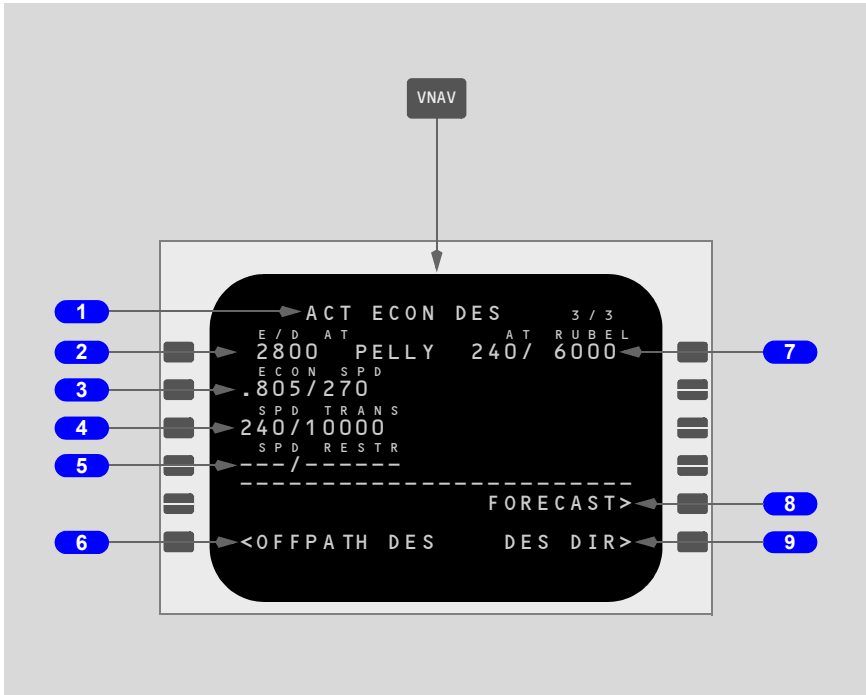 VNAV
1 ACT ECON DES 3/3
E/D AT AT RUBEL
2 2800 PELLY 240/ 6000 7
ECON SPD
3 .805/270
SPD TRANS
4 240/10000
SPD RESTR
5 ---/------
------------------------
FORECAST> 8
6 <OFFPATH DES DES DIR> 9